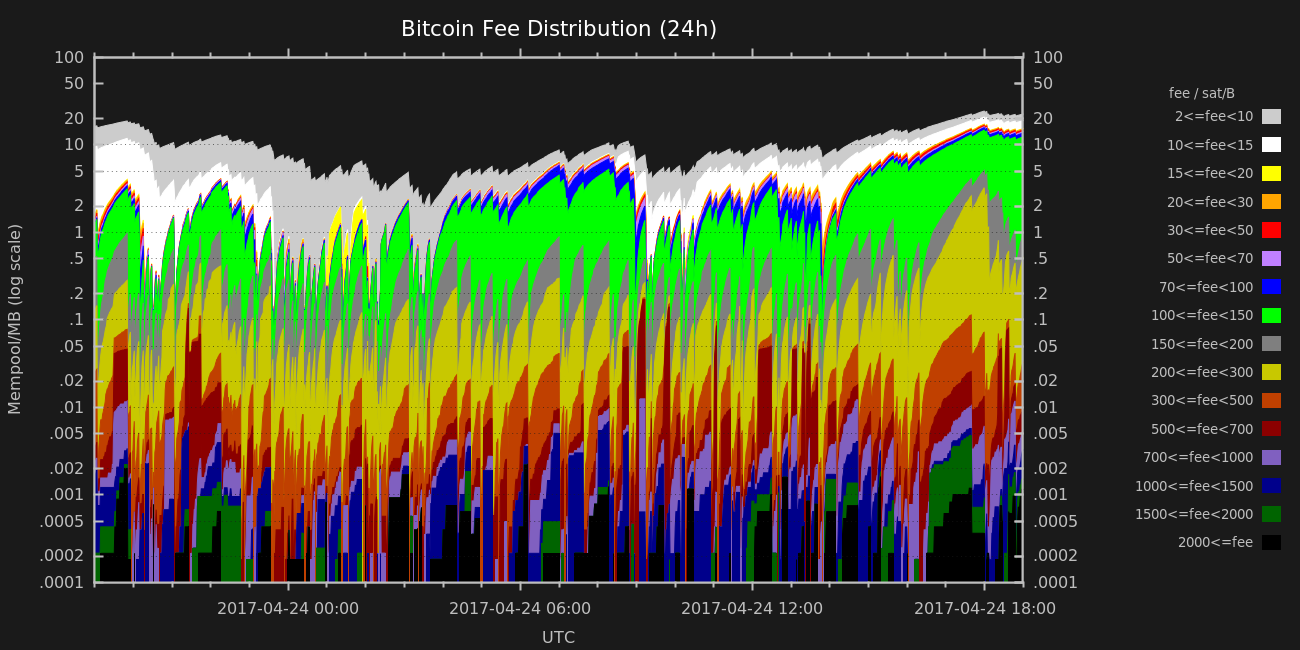 Bitcoin Fee Distribution (24h)
100
50
20
10
5
2
1
.5
.2
.1
.05
.02
.01
.005
.002
.001
.0005
.0002
.0001
Mempool/MB (log scale)
100
50
20
10
5
2
1
.5
.2
.1
.05
.02
.01
.005
.002
.001
.0005
.0002
.0001
2017-04-24 00:00
2017-04-24 06:00
2017-04-24 12:00
2017-04-24 18:00
UTC
fee / sat/B
2<=fee<10
10<=fee<15
15<=fee<20
20<=fee<30
30<=fee<50
50<=fee<70
70<=fee<100
100<=fee<150
150<=fee<200
200<=fee<300
300<=fee<500
500<=fee<700
700<=fee<1000
1000<=fee<1500
1500<=fee<2000
2000<=fee